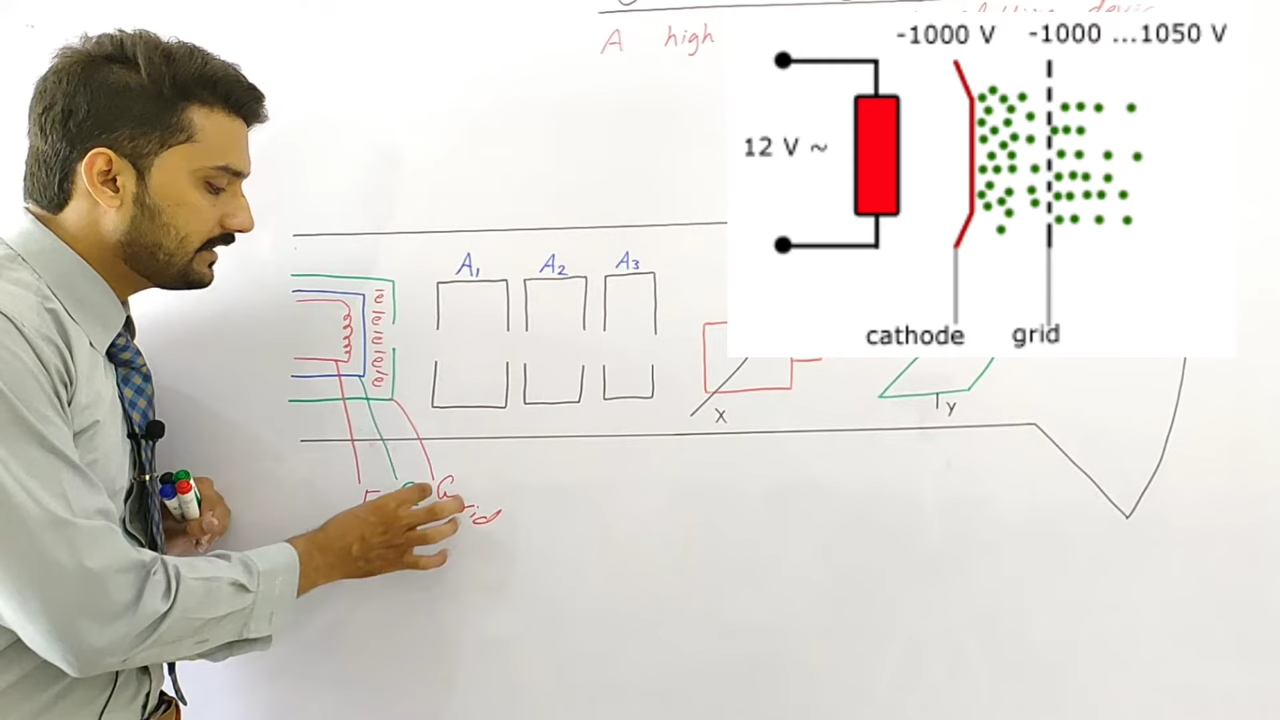 A high
-1000 V -1000 ...1050 V
12 V ~
cathode grid
A₁ A₂ A₃
X
y